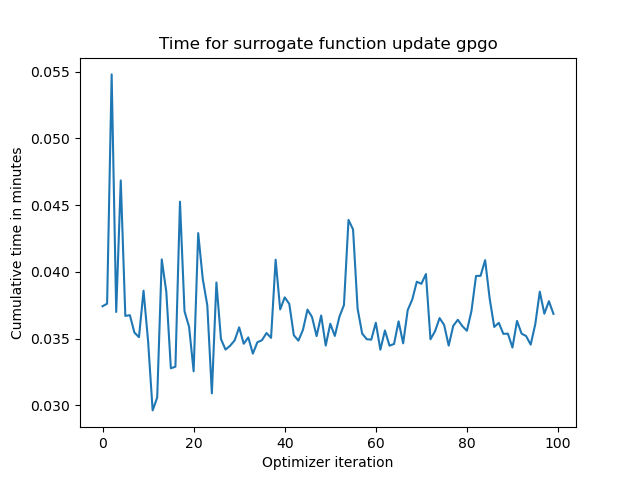 Time for surrogate function update gpgo
0.055
0.050
0.045
0.040
0.035
0.030
Cumulative time in minutes
0 20 40 60 80 100
Optimizer iteration